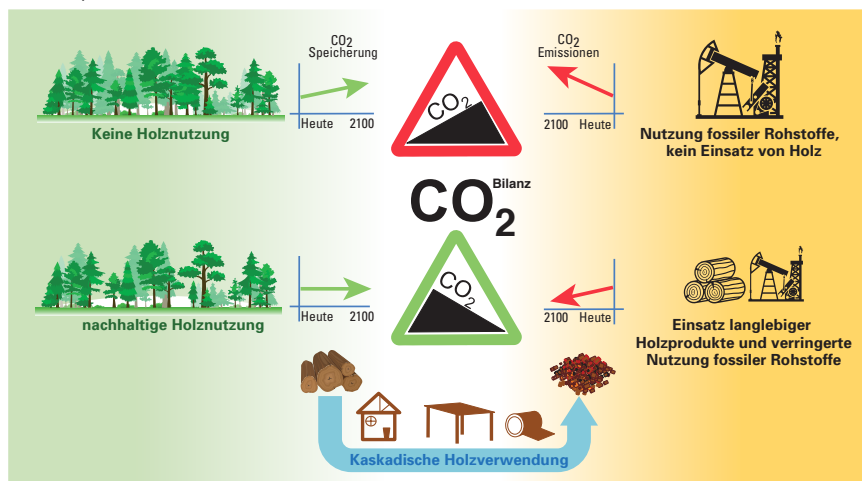 CO2
Speicherung
CO2
Emissionen
CO2
Heute 2100
2100 Heute
Keine Holznutzung
Nutzung fossiler Rohstoffe,
kein Einsatz von Holz
CO2 Bilanz
CO2
Heute 2100
2100 Heute
nachhaltige Holznutzung
Einsatz langlebiger
Holzprodukte und verringerte
Nutzung fossiler Rohstoffe
Kaskadische Holzverwendung